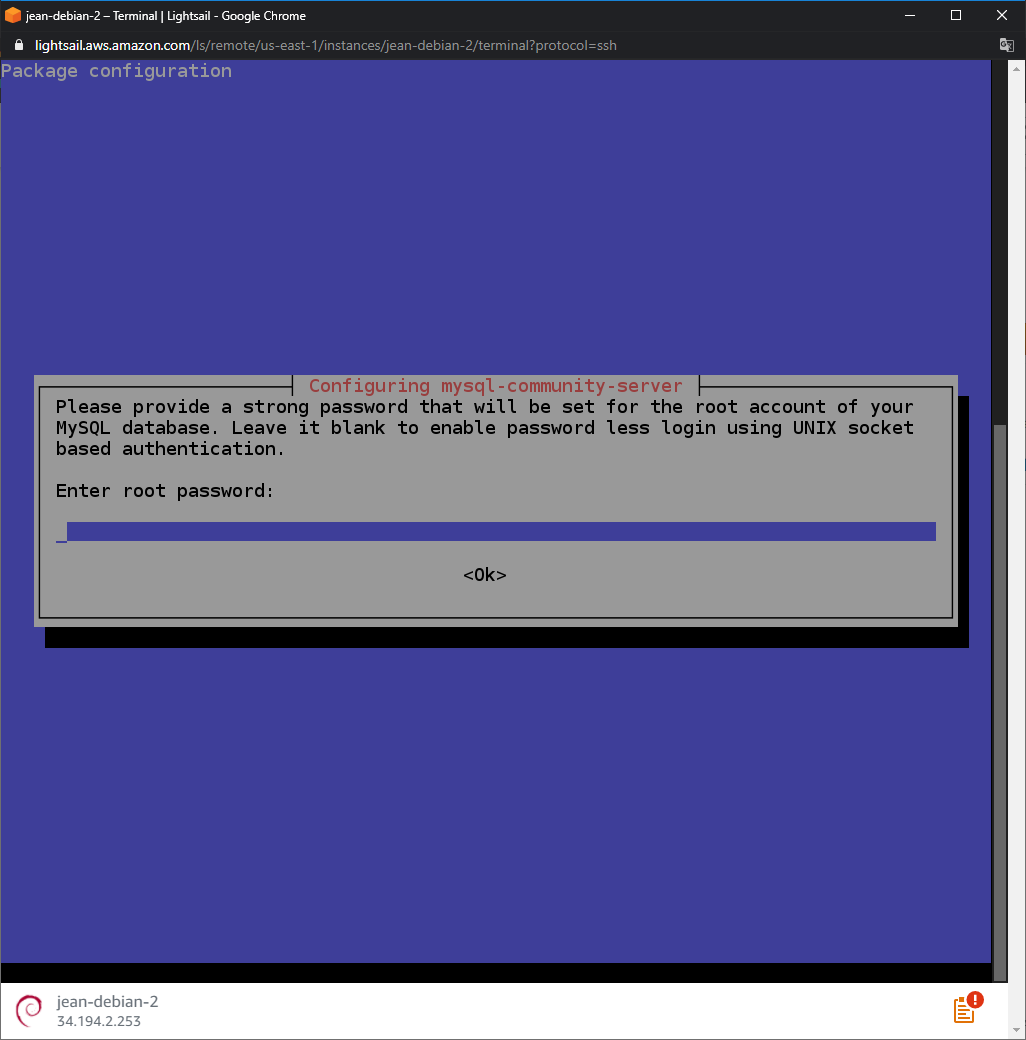 jean-debian-2 – Terminal | Lightsail - Google Chrome
lightsail.aws.amazon.com/ls/remote/us-east-1/instances/jean-debian-2/terminal?protocol=ssh
Package configuration
Configuring mysql-community-server
Please provide a strong password that will be set for the root account of your
MySQL database. Leave it blank to enable password less login using UNIX socket
based authentication.
Enter root password:
<Ok>
jean-debian-2
34.194.2.253